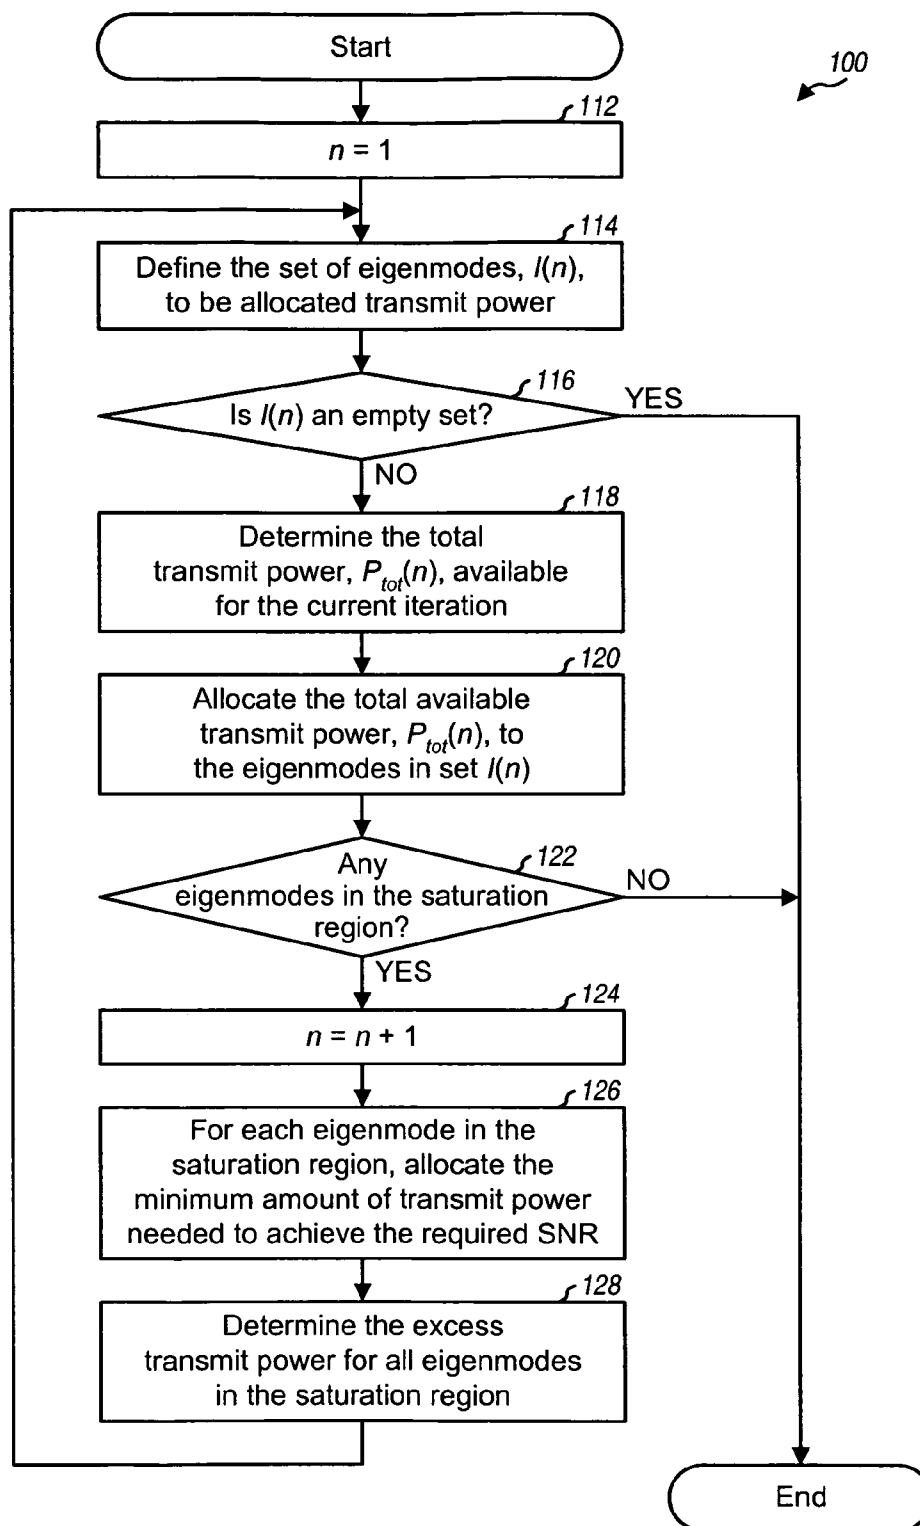 Start
100
112
n = 1
114
Define the set of eigenmodes, I(n),
to be allocated transmit power
116
Is I(n) an empty set?
YES
NO
118
Determine the total
transmit power, Ptot(n), available
for the current iteration
120
Allocate the total available
transmit power, Ptot(n), to
the eigenmodes in set I(n)
122
Any
eigenmodes in the saturation
region?
NO
YES
124
n = n + 1
126
For each eigenmode in the
saturation region, allocate the
minimum amount of transmit power
needed to achieve the required SNR
128
Determine the excess
transmit power for all eigenmodes
in the saturation region
End